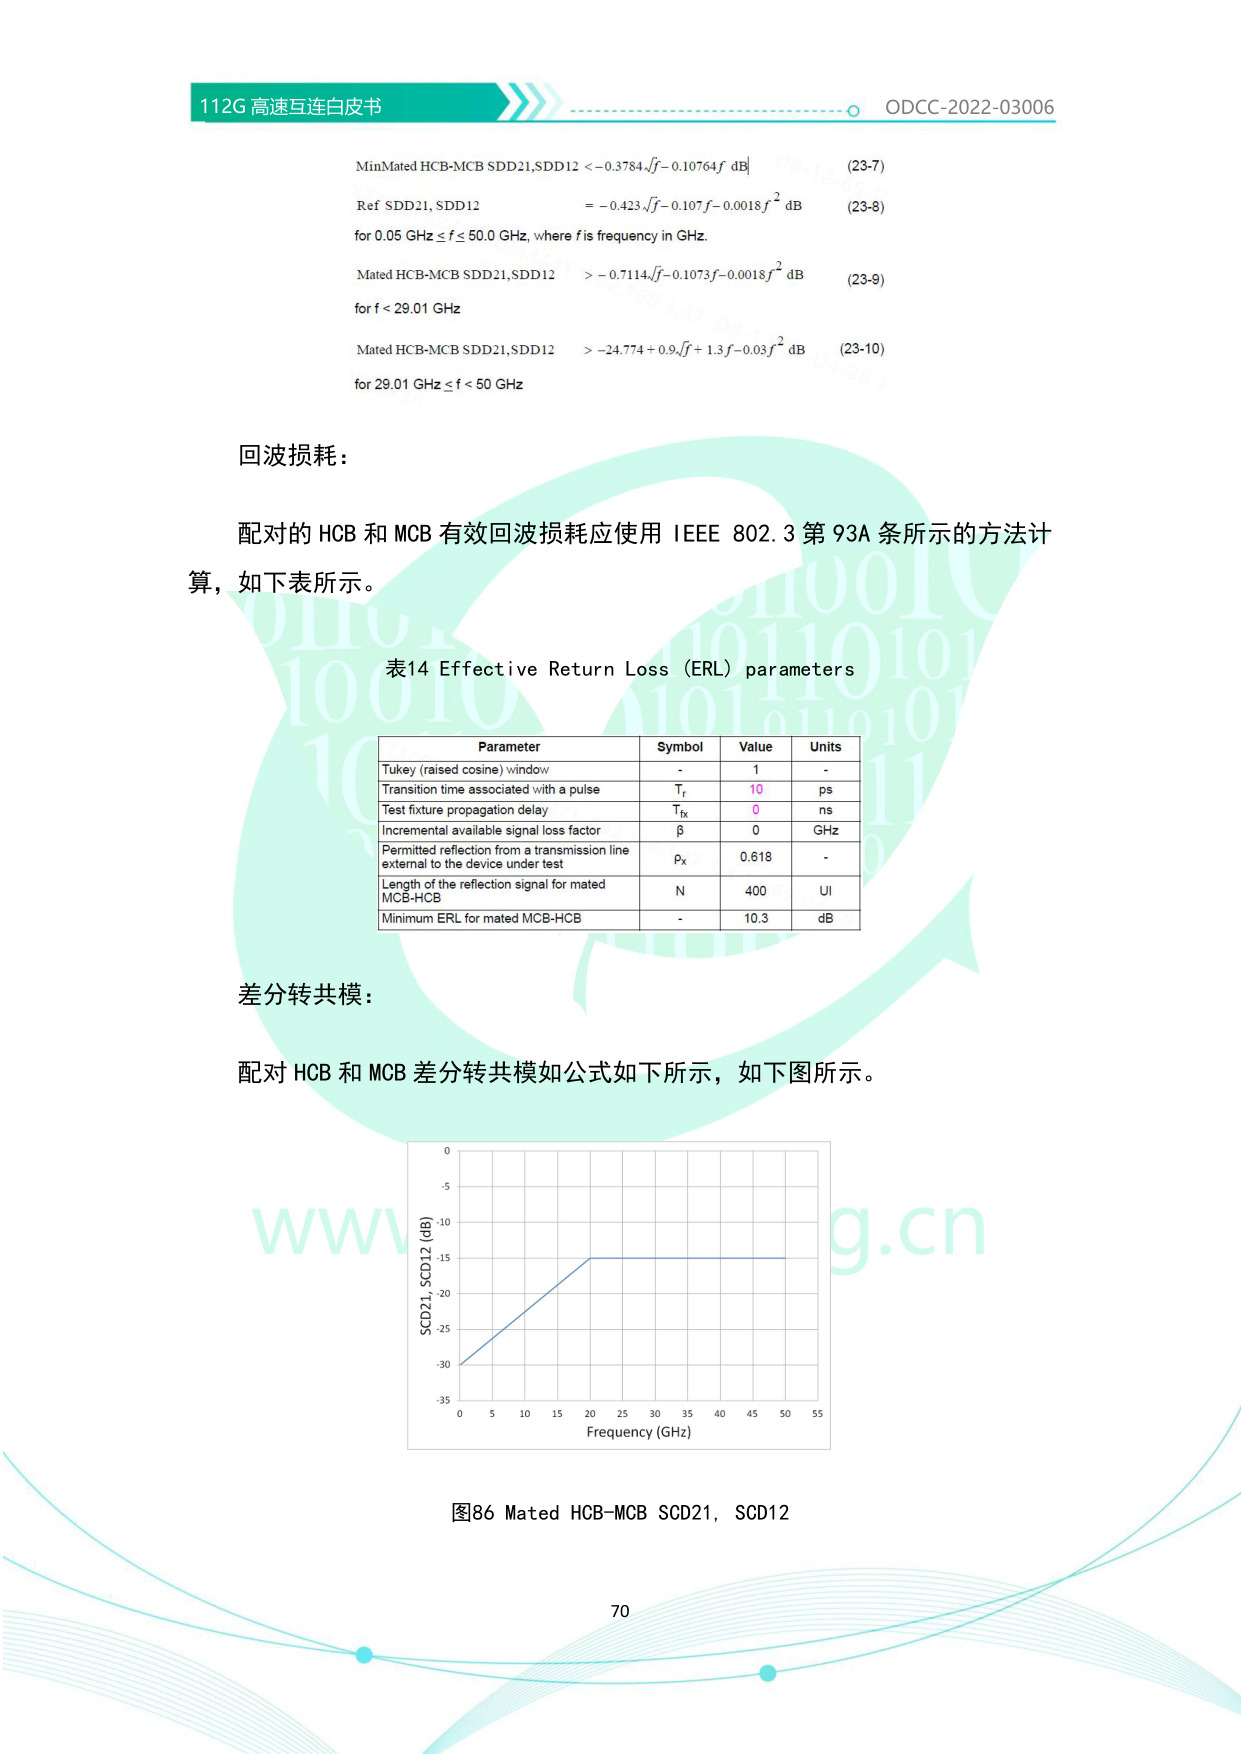 112G 高速互连白皮书
ODCC-2022-03006
MinMated HCB-MCB SDD21,SDD12 < −0.3784√f − 0.10764f dB (23-7)
Ref SDD21, SDD12 = −0.423√f − 0.107f − 0.0018f² dB (23-8)
for 0.05 GHz ≤ f ≤ 50.0 GHz, where f is frequency in GHz.
Mated HCB-MCB SDD21,SDD12 > −0.7114√f − 0.1073f − 0.0018f² dB (23-9)
for f < 29.01 GHz
Mated HCB-MCB SDD21,SDD12 > −24.774 + 0.9√f + 1.3f − 0.03f² dB (23-10)
for 29.01 GHz ≤ f < 50 GHz
回波损耗：
配对的 HCB 和 MCB 有效回波损耗应使用 IEEE 802.3 第 93A 条所示的方法计
算，如下表所示。
表14 Effective Return Loss (ERL) parameters
Parameter Symbol Value Units
Tukey (raised cosine) window - 1 -
Transition time associated with a pulse Tr 10 ps
Test fixture propagation delay Tfx 0 ns
Incremental available signal loss factor β 0 GHz
Permitted reflection from a transmission line
external to the device under test ρx 0.618 -
Length of the reflection signal for mated
MCB-HCB N 400 UI
Minimum ERL for mated MCB-HCB - 10.3 dB
差分转共模：
配对 HCB 和 MCB 差分转共模如公式如下所示，如下图所示。
SCD21, SCD12 (dB)
0
-5
-10
-15
-20
-25
-30
-35
0 5 10 15 20 25 30 35 40 45 50 55
Frequency (GHz)
图86 Mated HCB-MCB SCD21, SCD12
70